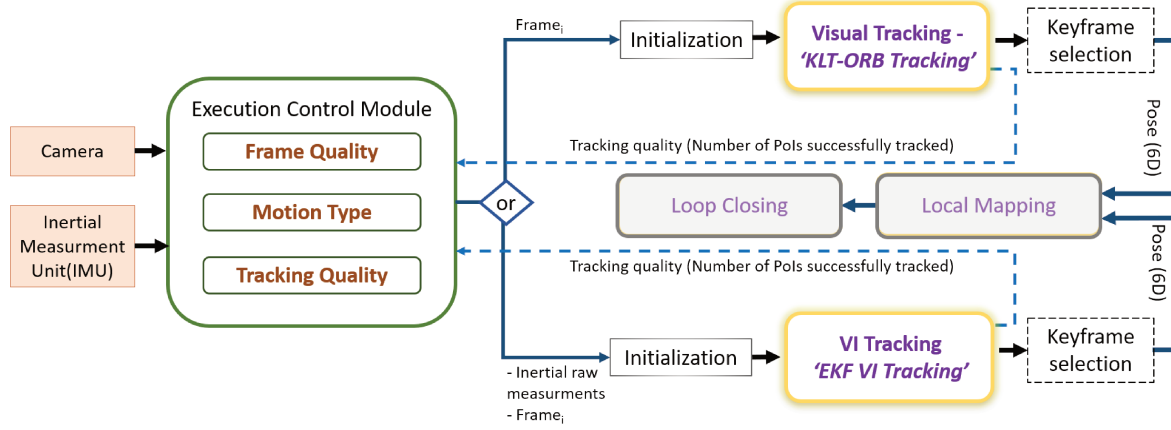 Camera
Inertial
Measurment
Unit(IMU)
Execution Control Module
Frame Quality
Motion Type
Tracking Quality
or
Frameᵢ
Initialization
Visual Tracking -
‘KLT-ORB Tracking’
Keyframe
selection
Tracking quality (Number of PoIs successfully tracked)
Loop Closing
Local Mapping
Pose (6D)
Pose (6D)
Tracking quality (Number of PoIs successfully tracked)
- Inertial raw
measurments
- Frameᵢ
Initialization
VI Tracking
‘EKF VI Tracking’
Keyframe
selection